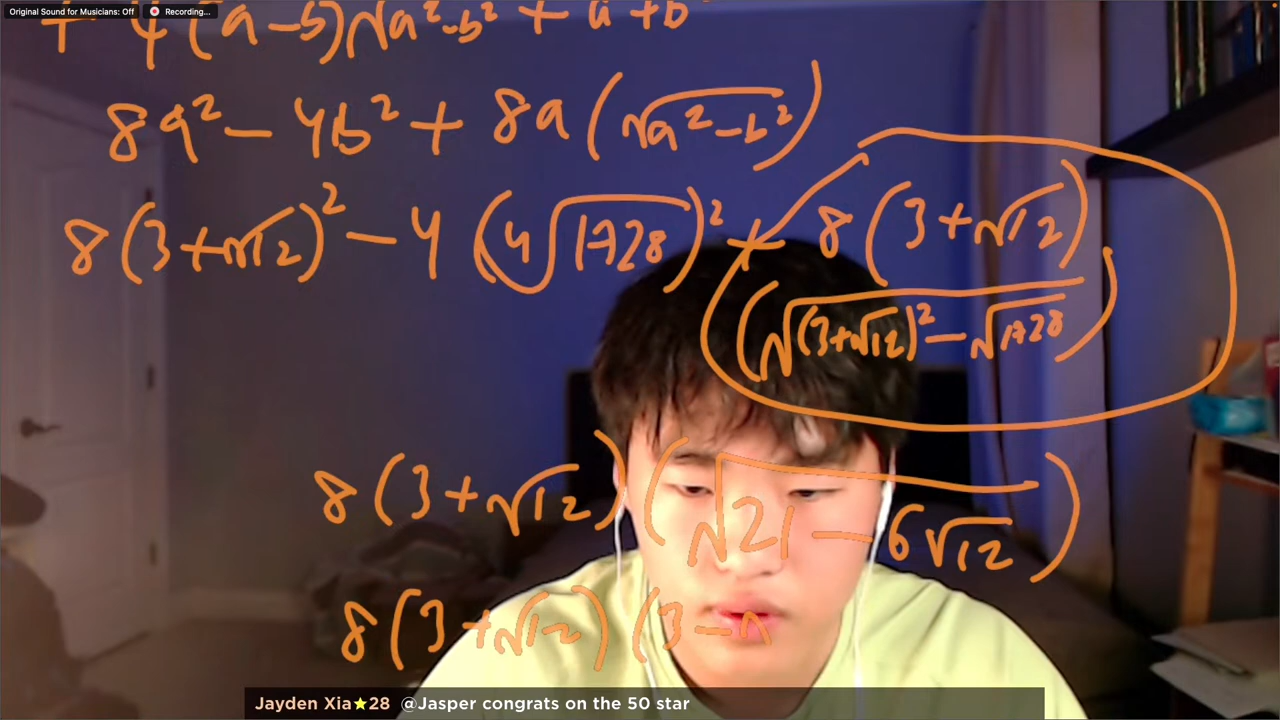 Original Sound for Musicians: Off Recording...
+ 4(a-b)√a²-b² + a+b
8a² - 4b² + 8a(√a²-b²)
8(3+√12)² - 4(4√1728)² + 8(3+√12)
(√(3+√12)² - √1728)
8(3+√12)(√21-6√12)
8(3+√12)(3-
Jayden Xia⭐28 @Jasper congrats on the 50 star